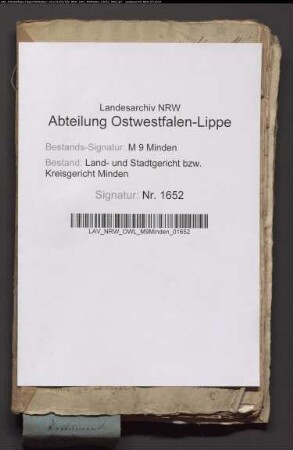 Landesarchiv NRW
Abteilung Ostwestfalen-Lippe
Bestands-Signatur: M 9 Minden
Bestand: Land- und Stadtgericht bzw.
Kreisgericht Minden
Signatur: Nr. 1652
LAV_NRW_OWL_M9Minden_01652